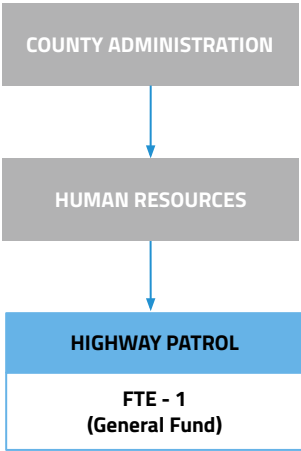 COUNTY ADMINISTRATION
HUMAN RESOURCES
HIGHWAY PATROL
FTE - 1
(General Fund)